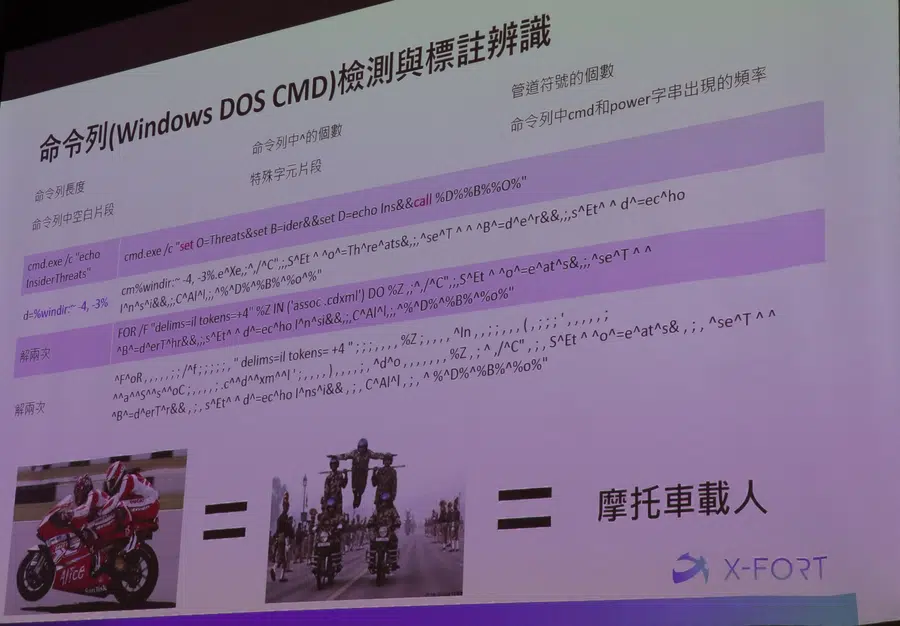 命令列(Windows DOS CMD)檢測與標註辨識
命令列長度
命令列中^的個數
管道符號的個數
命令列中空白片段
特殊字元片段
命令列中cmd和power字串出現的頻率
cmd.exe /c "echo
InsiderThreats"
cmd.exe /c "set O=Threats&set B=ider&&set D=echo Ins&&call %D%%B%%O%"
d=%windir:~ -4, -3%
cm%windir:~ -4, -3%.e^Xe,;^,/^C",;,S^Et ^ ^o^=Th^re^ats&,;,^se^T ^ ^ ^B^=d^e^r&&,;,s^Et^ ^ d^=ec^ho
I^n^s^i&&,;,C^Al^l,;,^%^D%^%B%^%o%"
解兩次
FOR /F "delims=il tokens=+4" %Z IN ('assoc .cdxml') DO %Z ,;^,/^C",;,S^Et ^ ^o^=e^at^s&,;,^se^T ^ ^
^B^=d^erT^hr&&,;,s^Et^ ^ d^=ec^ho I^n^si&&,;,C^Al^l,;,^%^D%^%B%^%o%"
解兩次
^F^oR , , , , , ; ; /^f ; ; ; ; ; , " delims=il tokens= +4 " ; ; ; , , , , %Z ; , , , , ^In , , ; ; , , , ( , ; ; ; ' , , , , , ;
^^a^^S^^s^^oC ; , , , , ; .c^^d^^xm^^l ' ; , , , , ) , , , , ; , ^d^o , , , , , , , %Z , ; ^ ,/^C" , ; , S^Et ^ ^o^=e^at^s& , ; , ^se^T ^ ^
^B^=d^erT^r&& , ; , s^Et^ ^ d^=ec^ho I^ns^i&& , ; , C^Al^l , ; , ^ %^D%^%B%^%o%"
Alice
= = 摩托車載人
X-FORT